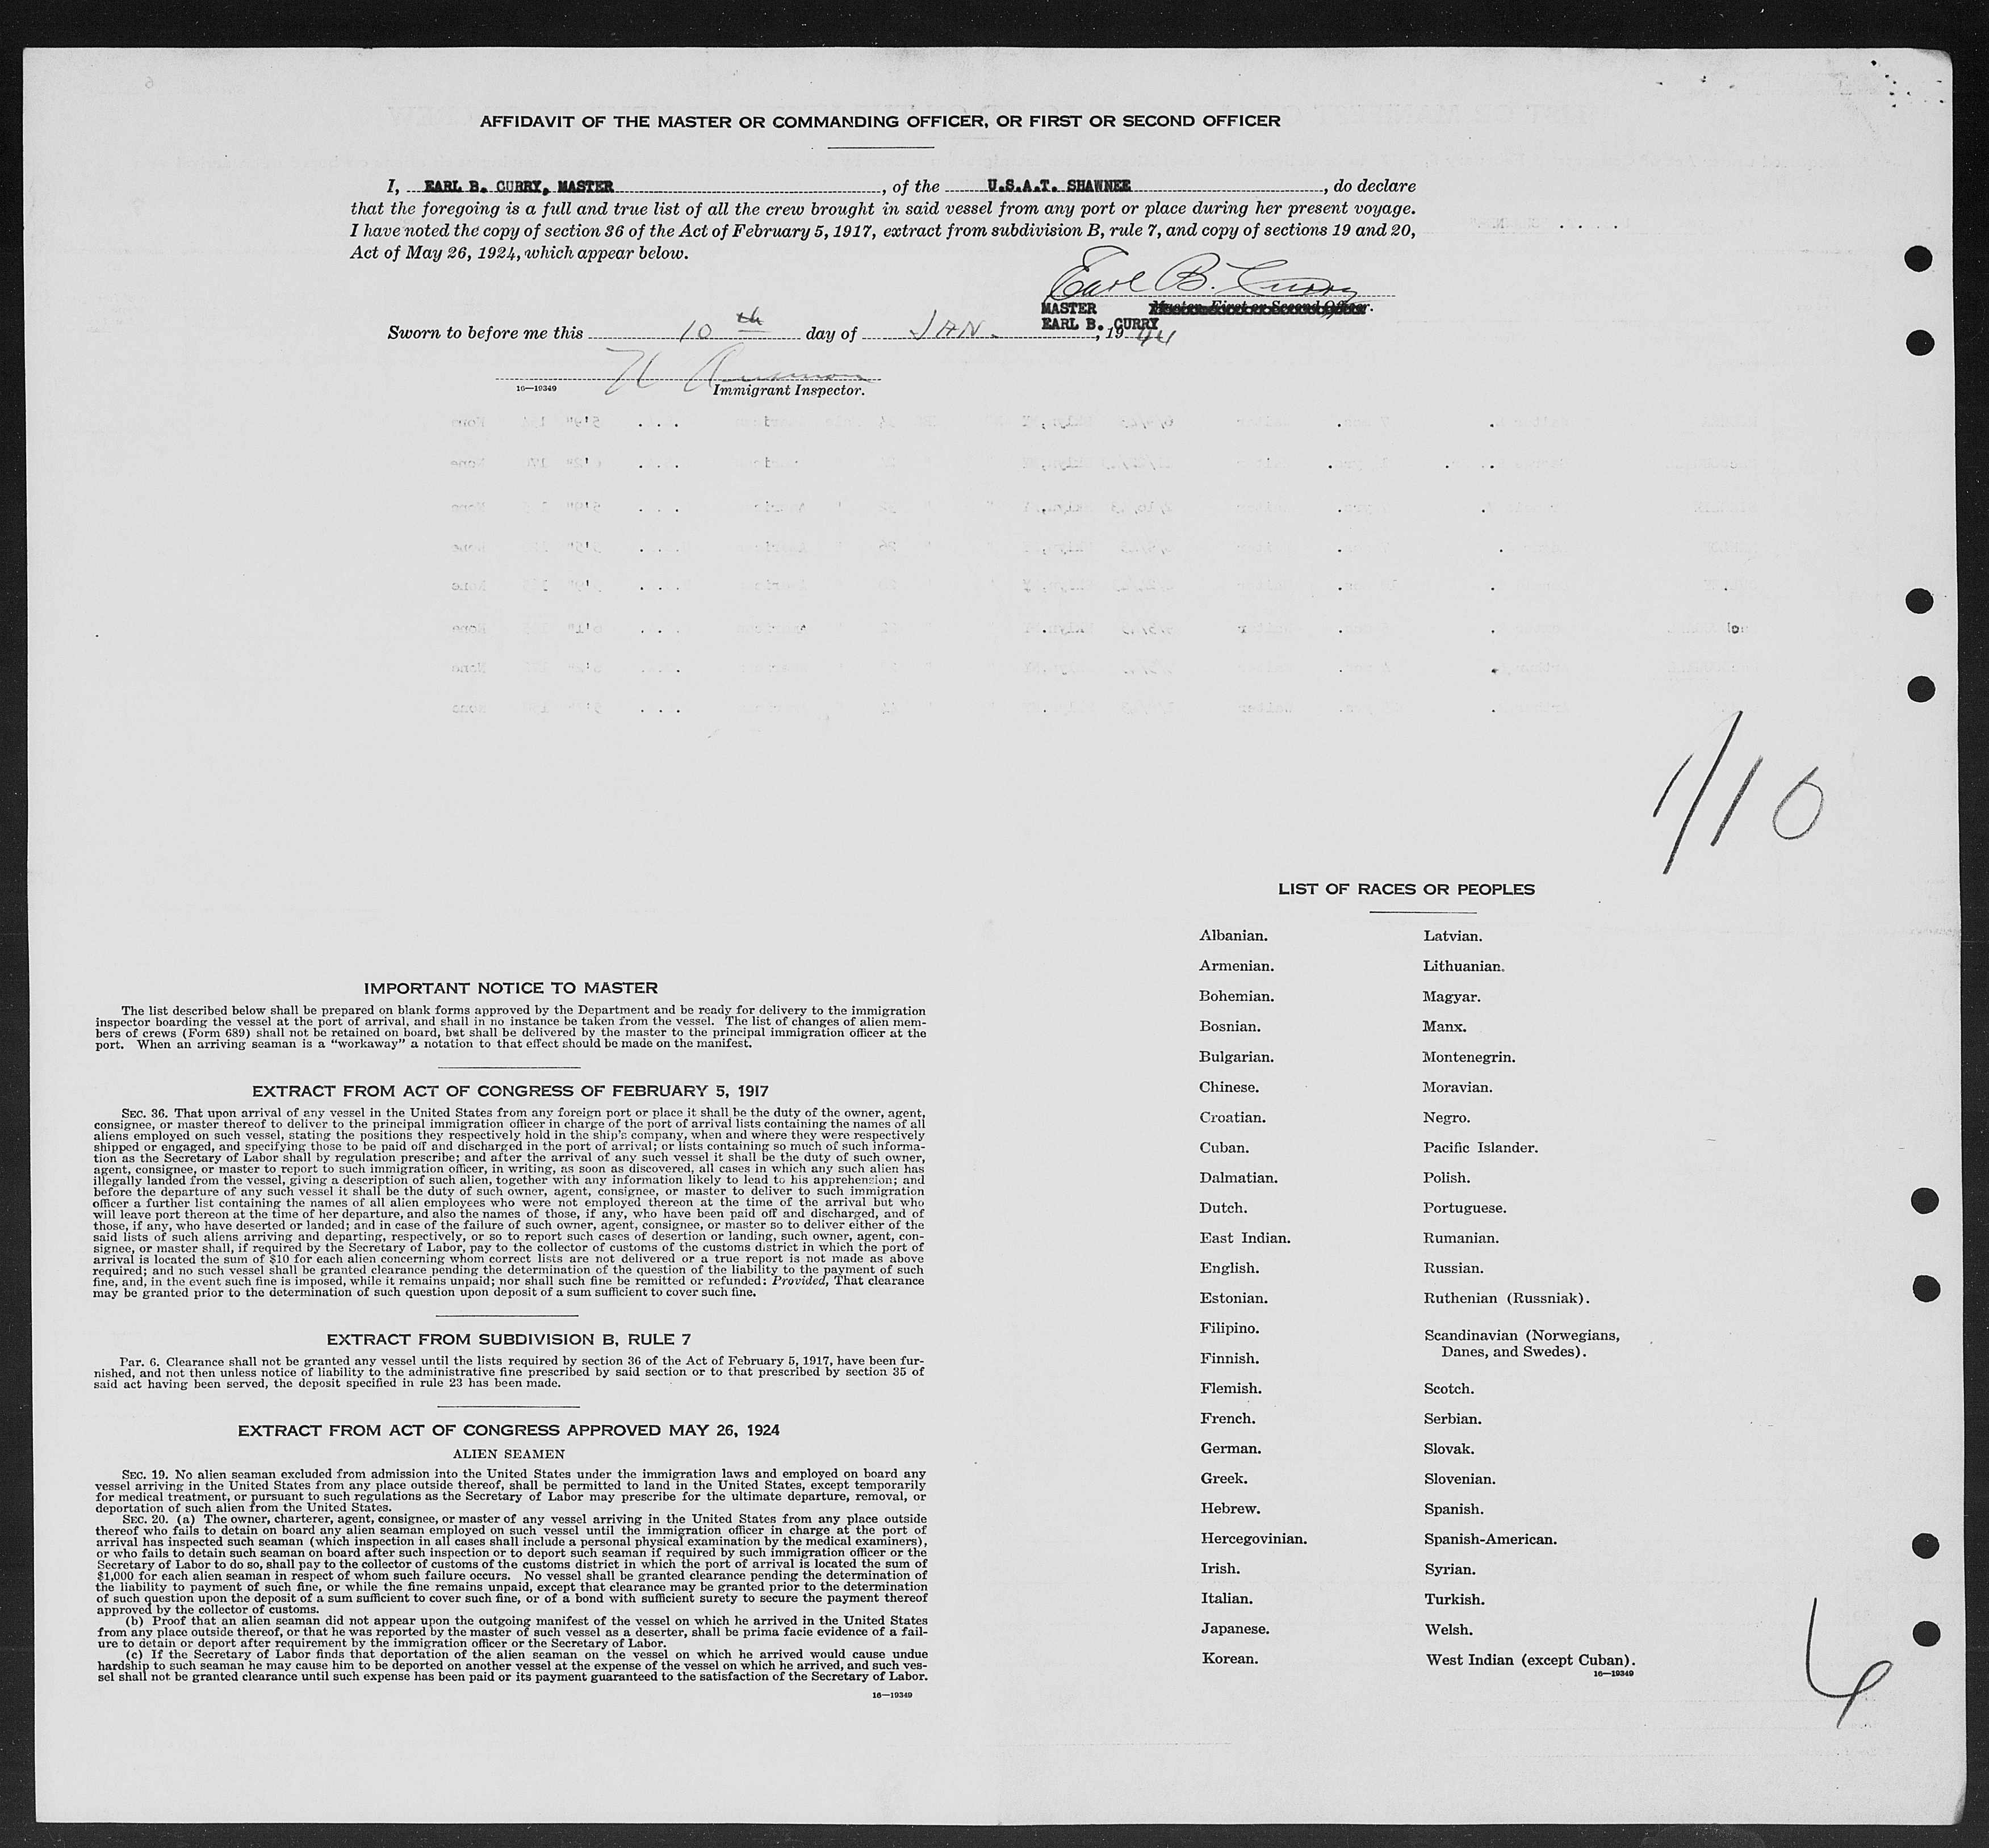 AFFIDAVIT OF THE MASTER OR COMMANDING OFFICER, OR FIRST OR SECOND OFFICER
I, EARL B. CURRY, MASTER, of the U.S.A.T. SHAWNEE, do declare
that the foregoing is a full and true list of all the crew brought in said vessel from any port or place during her present voyage.
I have noted the copy of section 36 of the Act of February 5, 1917, extract from subdivision B, rule 7, and copy of sections 19 and 20,
Act of May 26, 1924, which appear below.
Earl B. Curry
MASTER Master, First or Second Officer.
EARL B. CURRY
Sworn to before me this 10th day of JAN., 1944
16—19349 Immigrant Inspector.
1/10
IMPORTANT NOTICE TO MASTER
The list described below shall be prepared on blank forms approved by the Department and be ready for delivery to the immigration
inspector boarding the vessel at the port of arrival, and shall in no instance be taken from the vessel. The list of changes of alien mem-
bers of crews (Form 689) shall not be retained on board, but shall be delivered by the master to the principal immigration officer at the
port. When an arriving seaman is a "workaway" a notation to that effect should be made on the manifest.
EXTRACT FROM ACT OF CONGRESS OF FEBRUARY 5, 1917
SEC. 36. That upon arrival of any vessel in the United States from any foreign port or place it shall be the duty of the owner, agent,
consignee, or master thereof to deliver to the principal immigration officer in charge of the port of arrival lists containing the names of all
aliens employed on such vessel, stating the positions they respectively hold in the ship's company, when and where they were respectively
shipped or engaged, and specifying those to be paid off and discharged in the port of arrival; or lists containing so much of such informa-
tion as the Secretary of Labor shall by regulation prescribe; and after the arrival of any such vessel it shall be the duty of such owner,
agent, consignee, or master to report to such immigration officer, in writing, as soon as discovered, all cases in which any such alien has
illegally landed from the vessel, giving a description of such alien, together with any information likely to lead to his apprehension; and
before the departure of any such vessel it shall be the duty of such owner, agent, consignee, or master to deliver to such immigration
officer a further list containing the names of all alien employees who were not employed thereon at the time of the arrival but who
will leave port thereon at the time of her departure, and also the names of those, if any, who have been paid off and discharged, and of
those, if any, who have deserted or landed; and in case of the failure of such owner, agent, consignee, or master so to deliver either of the
said lists of such aliens arriving and departing, respectively, or so to report such cases of desertion or landing, such owner, agent, con-
signee, or master shall, if required by the Secretary of Labor, pay to the collector of customs of the customs district in which the port of
arrival is located the sum of $10 for each alien concerning whom correct lists are not delivered or a true report is not made as above
required; and no such vessel shall be granted clearance pending the determination of the question of the liability to the payment of such
fine, and, in the event such fine is imposed, while it remains unpaid; nor shall such fine be remitted or refunded: Provided, That clearance
may be granted prior to the determination of such question upon deposit of a sum sufficient to cover such fine.
EXTRACT FROM SUBDIVISION B, RULE 7
Par. 6. Clearance shall not be granted any vessel until the lists required by section 36 of the Act of February 5, 1917, have been fur-
nished, and not then unless notice of liability to the administrative fine prescribed by said section or to that prescribed by section 35 of
said act having been served, the deposit specified in rule 23 has been made.
EXTRACT FROM ACT OF CONGRESS APPROVED MAY 26, 1924
ALIEN SEAMEN
SEC. 19. No alien seaman excluded from admission into the United States under the immigration laws and employed on board any
vessel arriving in the United States from any place outside thereof, shall be permitted to land in the United States, except temporarily
for medical treatment, or pursuant to such regulations as the Secretary of Labor may prescribe for the ultimate departure, removal, or
deportation of such alien from the United States.
SEC. 20. (a) The owner, charterer, agent, consignee, or master of any vessel arriving in the United States from any place outside
thereof who fails to detain on board any alien seaman employed on such vessel until the immigration officer in charge at the port of
arrival has inspected such seaman (which inspection in all cases shall include a personal physical examination by the medical examiners),
or who fails to detain such seaman on board after such inspection or to deport such seaman if required by such immigration officer or the
Secretary of Labor to do so, shall pay to the collector of customs of the customs district in which the port of arrival is located the sum of
$1,000 for each alien seaman in respect of whom such failure occurs. No vessel shall be granted clearance pending the determination of
the liability to payment of such fine, or while the fine remains unpaid, except that clearance may be granted prior to the determination
of such question upon the deposit of a sum sufficient to cover such fine, or of a bond with sufficient surety to secure the payment thereof
approved by the collector of customs.
(b) Proof that an alien seaman did not appear upon the outgoing manifest of the vessel on which he arrived in the United States
from any place outside thereof, or that he was reported by the master of such vessel as a deserter, shall be prima facie evidence of a fail-
ure to detain or deport after requirement by the immigration officer or the Secretary of Labor.
(c) If the Secretary of Labor finds that deportation of the alien seaman on the vessel on which he arrived would cause undue
hardship to such seaman he may cause him to be deported on another vessel at the expense of the vessel on which he arrived, and such ves-
sel shall not be granted clearance until such expense has been paid or its payment guaranteed to the satisfaction of the Secretary of Labor.
16—19349
LIST OF RACES OR PEOPLES
Albanian.
Armenian.
Bohemian.
Bosnian.
Bulgarian.
Chinese.
Croatian.
Cuban.
Dalmatian.
Dutch.
East Indian.
English.
Estonian.
Filipino.
Finnish.
Flemish.
French.
German.
Greek.
Hebrew.
Hercegovinian.
Irish.
Italian.
Japanese.
Korean.
Latvian.
Lithuanian.
Magyar.
Manx.
Montenegrin.
Moravian.
Negro.
Pacific Islander.
Polish.
Portuguese.
Rumanian.
Russian.
Ruthenian (Russniak).
Scandinavian (Norwegians,
Danes, and Swedes).
Scotch.
Serbian.
Slovak.
Slovenian.
Spanish.
Spanish-American.
Syrian.
Turkish.
Welsh.
West Indian (except Cuban).
16—19349